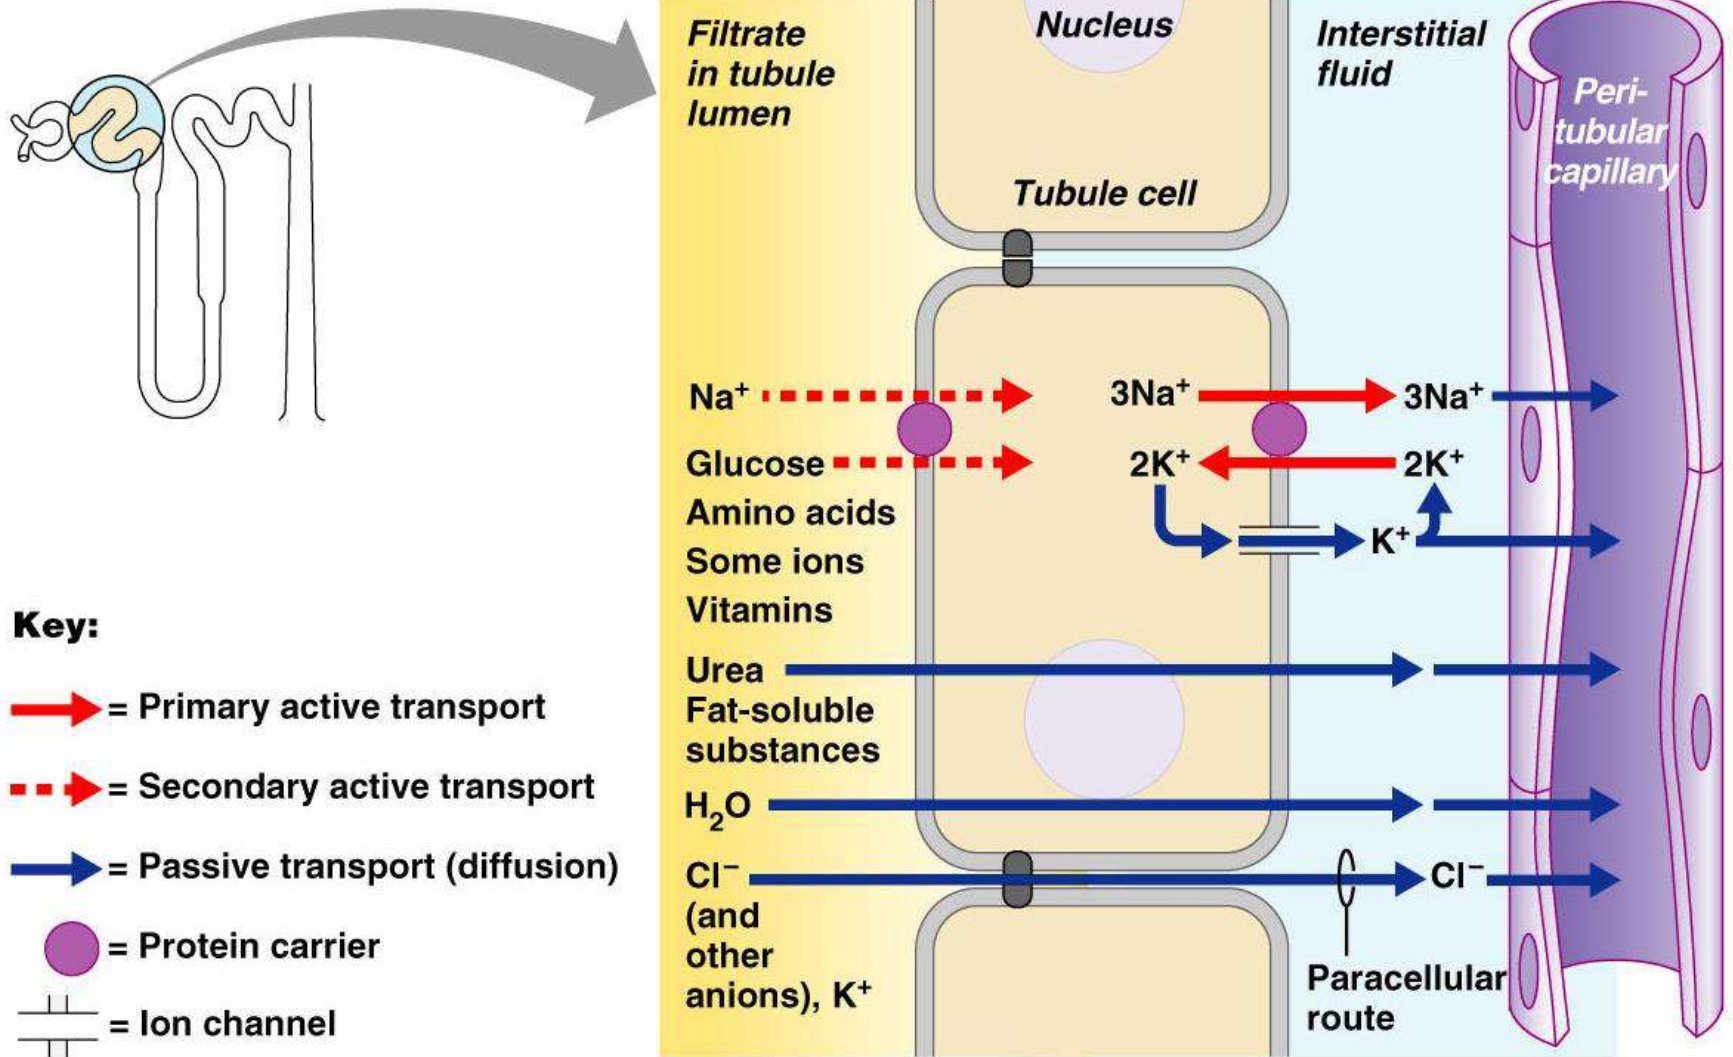 Filtrate
in tubule
lumen
Nucleus
Interstitial
fluid
Peri-
tubular
capillary
Tubule cell
Na⁺
3Na⁺
3Na⁺
Glucose
2K⁺
2K⁺
Amino acids
Some ions
K⁺
Vitamins
Urea
Fat-soluble
substances
H₂O
Cl⁻
Cl⁻
(and
other
anions), K⁺
Paracellular
route
Key:
= Primary active transport
= Secondary active transport
= Passive transport (diffusion)
= Protein carrier
= Ion channel